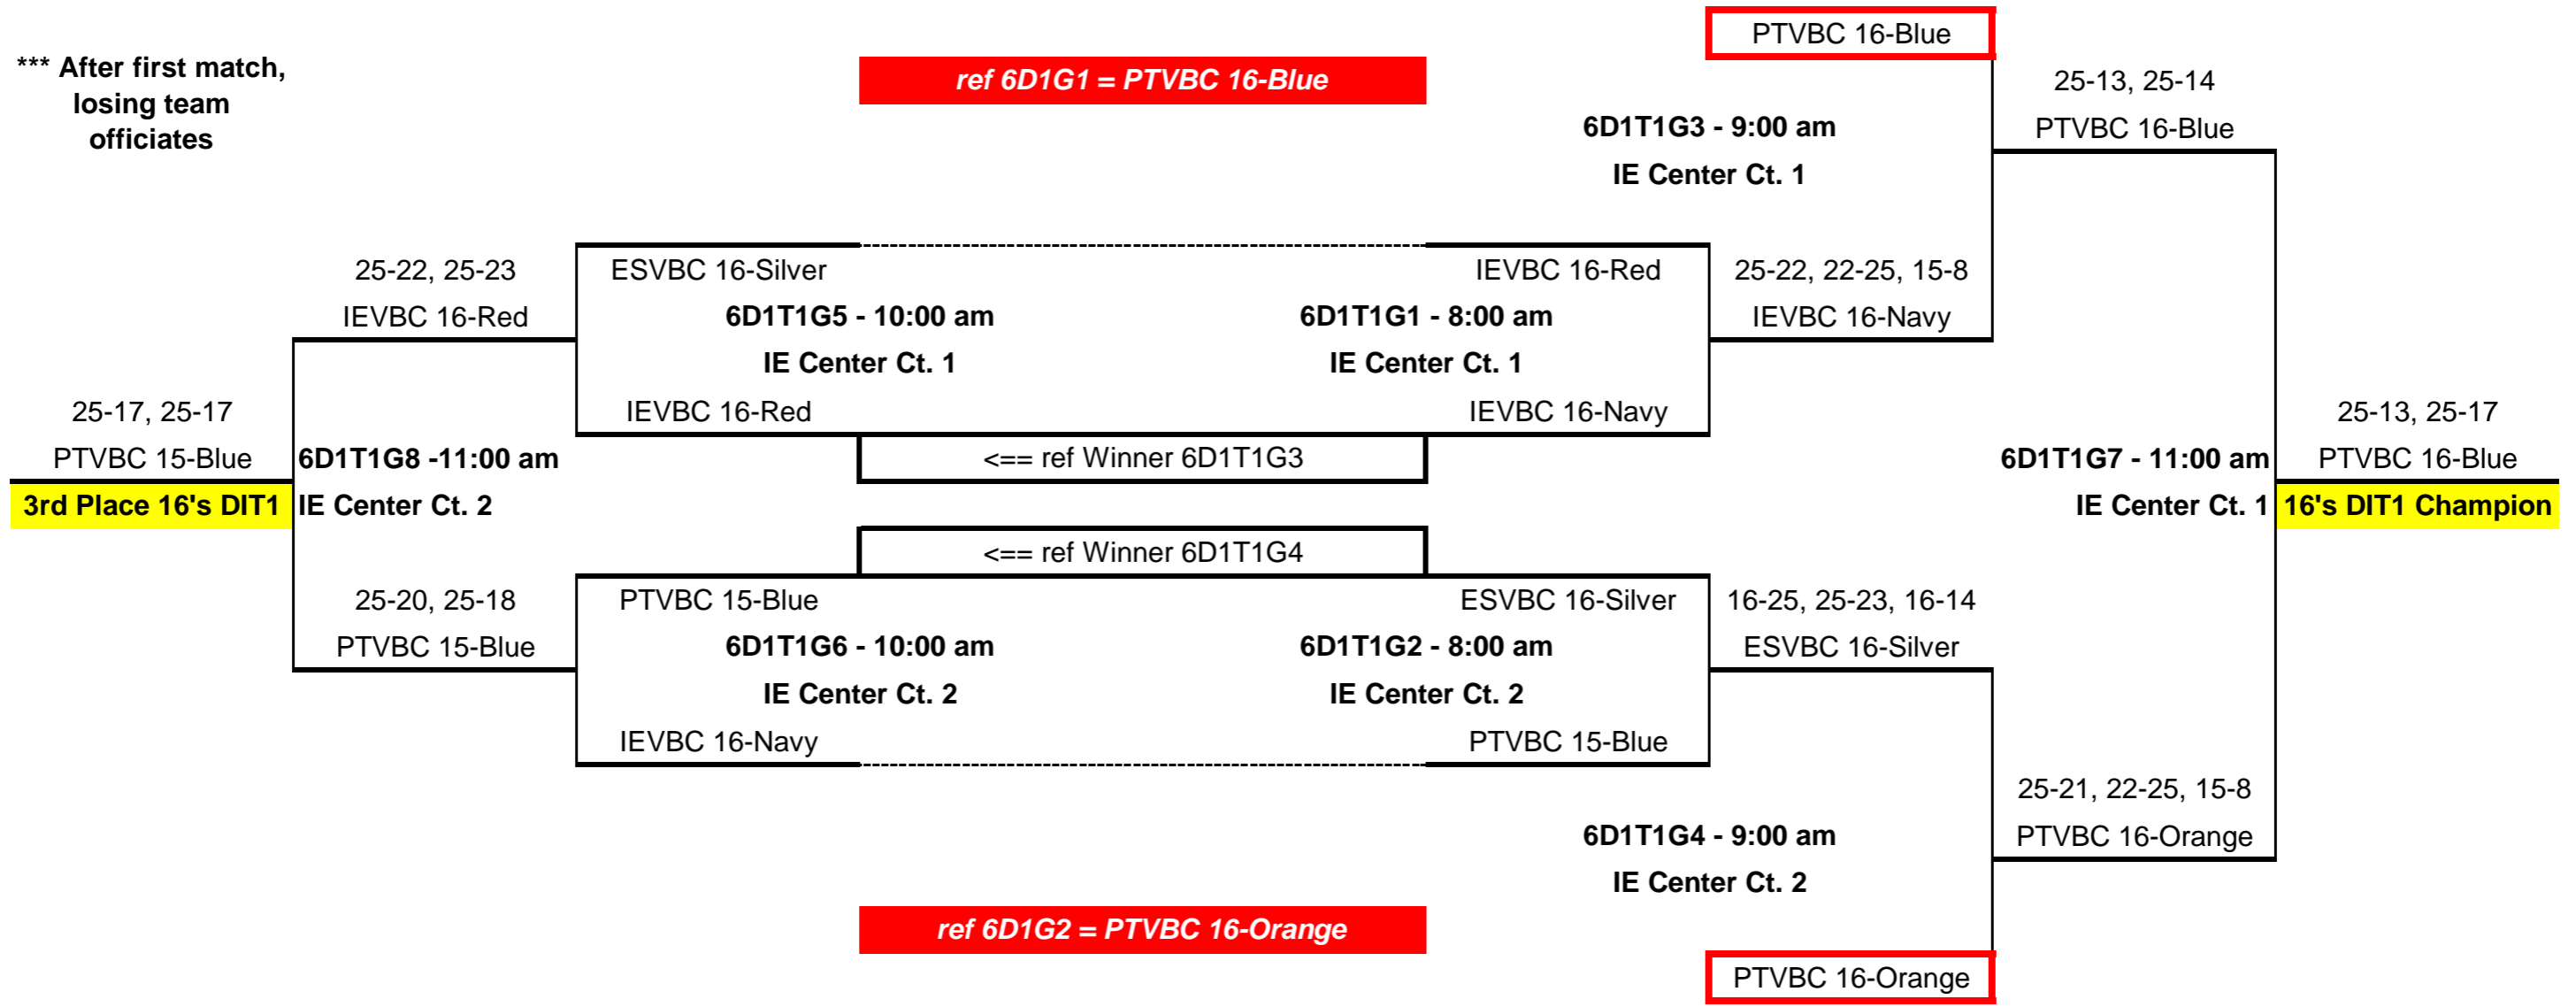 PTVBC 16-Blue
*** After first match,
losing team
officiates
ref 6D1G1 = PTVBC 16-Blue
25-13, 25-14
6D1T1G3 - 9:00 am
PTVBC 16-Blue
IE Center Ct. 1
25-22, 25-23
ESVBC 16-Silver
IEVBC 16-Red
25-22, 22-25, 15-8
IEVBC 16-Red
6D1T1G5 - 10:00 am
6D1T1G1 - 8:00 am
IEVBC 16-Navy
IE Center Ct. 1
IE Center Ct. 1
25-17, 25-17
IEVBC 16-Red
IEVBC 16-Navy
25-13, 25-17
PTVBC 15-Blue
6D1T1G8 -11:00 am
<== ref Winner 6D1T1G3
6D1T1G7 - 11:00 am
PTVBC 16-Blue
3rd Place 16's DIT1
IE Center Ct. 2
IE Center Ct. 1
16's DIT1 Champion
<== ref Winner 6D1T1G4
25-20, 25-18
PTVBC 15-Blue
ESVBC 16-Silver
16-25, 25-23, 16-14
PTVBC 15-Blue
6D1T1G6 - 10:00 am
6D1T1G2 - 8:00 am
ESVBC 16-Silver
IE Center Ct. 2
IE Center Ct. 2
IEVBC 16-Navy
PTVBC 15-Blue
25-21, 22-25, 15-8
6D1T1G4 - 9:00 am
PTVBC 16-Orange
IE Center Ct. 2
ref 6D1G2 = PTVBC 16-Orange
PTVBC 16-Orange